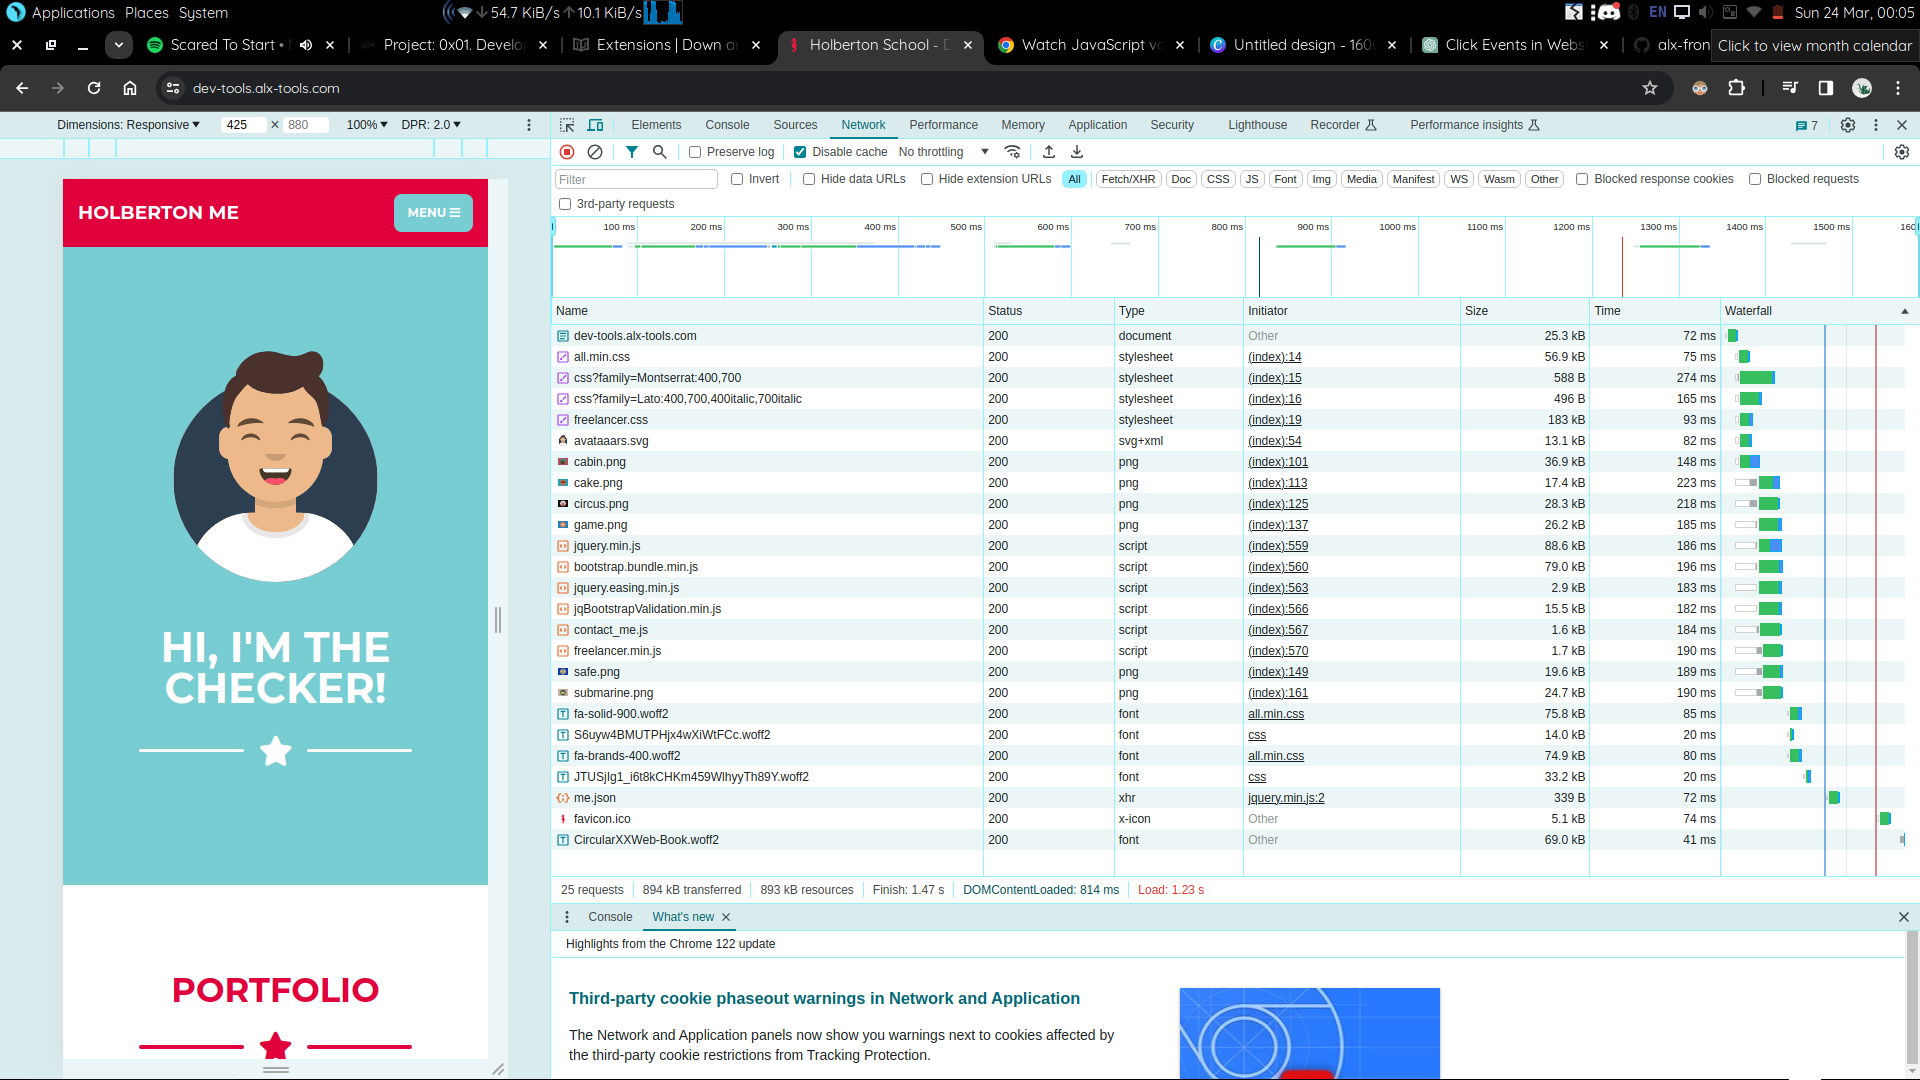 Applications Places System 54.7 KiB/s 10.1 KiB/s EN Sun 24 Mar, 00:05
Scared To Start • Project: 0x01. Develo Extensions | Down a Holberton School - D Watch JavaScript v Untitled design - 160 Click Events in Webs alx-fron Click to view month calendar
dev-tools.alx-tools.com
Dimensions: Responsive 425 × 880 100% DPR: 2.0
Elements Console Sources Network Performance Memory Application Security Lighthouse Recorder Performance insights 7
Preserve log Disable cache No throttling
Filter Invert Hide data URLs Hide extension URLs All Fetch/XHR Doc CSS JS Font Img Media Manifest WS Wasm Other Blocked response cookies Blocked requests
3rd-party requests
100 ms 200 ms 300 ms 400 ms 500 ms 600 ms 700 ms 800 ms 900 ms 1000 ms 1100 ms 1200 ms 1300 ms 1400 ms 1500 ms 160
Name Status Type Initiator Size Time Waterfall
dev-tools.alx-tools.com 200 document Other 25.3 kB 72 ms
all.min.css 200 stylesheet (index):14 56.9 kB 75 ms
css?family=Montserrat:400,700 200 stylesheet (index):15 588 B 274 ms
css?family=Lato:400,700,400italic,700italic 200 stylesheet (index):16 496 B 165 ms
freelancer.css 200 stylesheet (index):19 183 kB 93 ms
avataaars.svg 200 svg+xml (index):54 13.1 kB 82 ms
cabin.png 200 png (index):101 36.9 kB 148 ms
cake.png 200 png (index):113 17.4 kB 223 ms
circus.png 200 png (index):125 28.3 kB 218 ms
game.png 200 png (index):137 26.2 kB 185 ms
jquery.min.js 200 script (index):559 88.6 kB 186 ms
bootstrap.bundle.min.js 200 script (index):560 79.0 kB 196 ms
jquery.easing.min.js 200 script (index):563 2.9 kB 183 ms
jqBootstrapValidation.min.js 200 script (index):566 15.5 kB 182 ms
contact_me.js 200 script (index):567 1.6 kB 184 ms
freelancer.min.js 200 script (index):570 1.7 kB 190 ms
safe.png 200 png (index):149 19.6 kB 189 ms
submarine.png 200 png (index):161 24.7 kB 190 ms
fa-solid-900.woff2 200 font all.min.css 75.8 kB 85 ms
S6uyw4BMUTPHjx4wXiWtFCc.woff2 200 font css 14.0 kB 20 ms
fa-brands-400.woff2 200 font all.min.css 74.9 kB 80 ms
JTUSjIg1_i6t8kCHKm459WlhyyTh89Y.woff2 200 font css 33.2 kB 20 ms
me.json 200 xhr jquery.min.js:2 339 B 72 ms
favicon.ico 200 x-icon Other 5.1 kB 74 ms
CircularXXWeb-Book.woff2 200 font Other 69.0 kB 41 ms
25 requests 894 kB transferred 893 kB resources Finish: 1.47 s DOMContentLoaded: 814 ms Load: 1.23 s
Console What's new
Highlights from the Chrome 122 update
Third-party cookie phaseout warnings in Network and Application
The Network and Application panels now show you warnings next to cookies affected by
the third-party cookie restrictions from Tracking Protection.
HOLBERTON ME MENU
HI, I'M THE
CHECKER!
PORTFOLIO